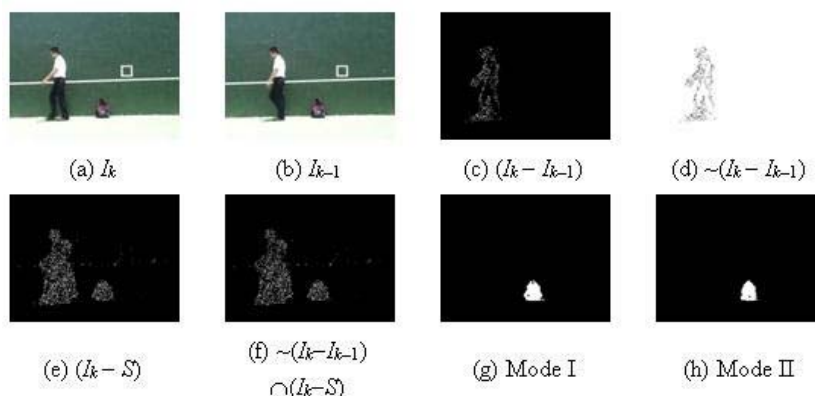 (a) Ik
(b) Ik−1
(c) (Ik − Ik−1)
(d) ~(Ik − Ik−1)
(e) (Ik − S)
(f) ~(Ik−Ik−1)
∩(Ik−S)
(g) Mode I
(h) Mode II